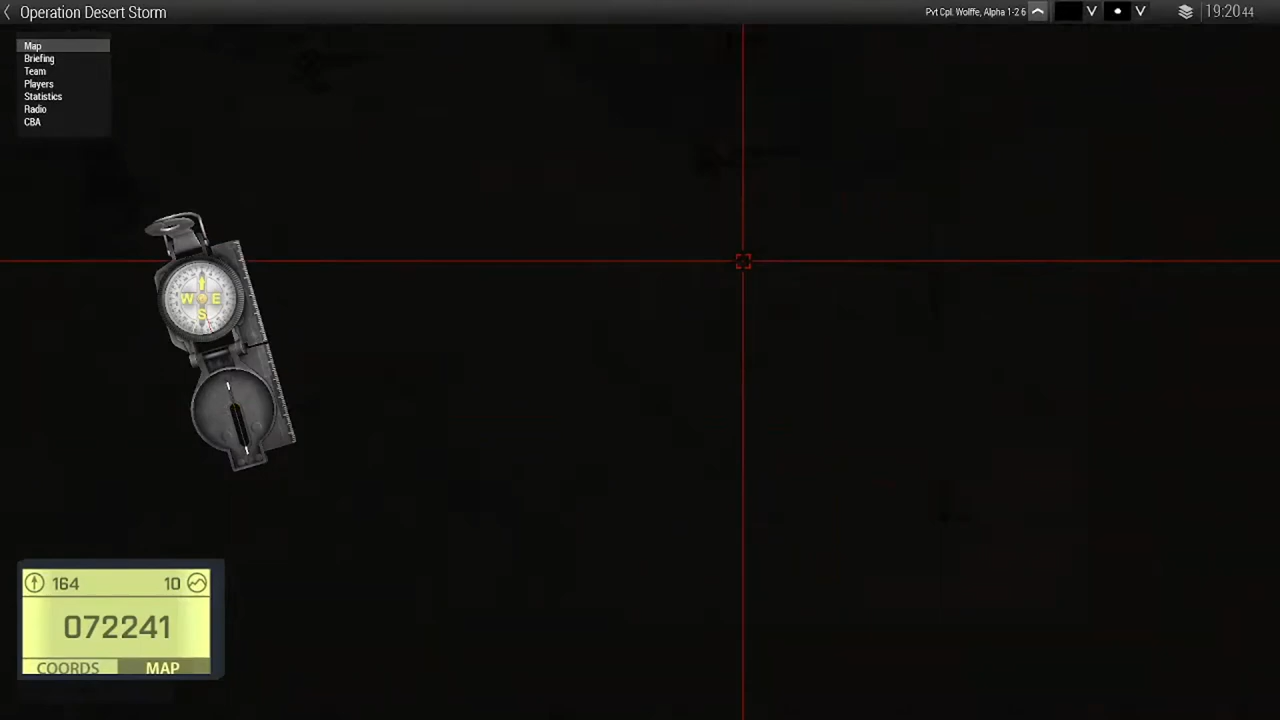 Operation Desert Storm
Pvt Cpl. Wolffe, Alpha 1-2 6
19:20 44
Map
Briefing
Team
Players
Statistics
Radio
CBA
W E
S
164 10
072241
COORDS MAP